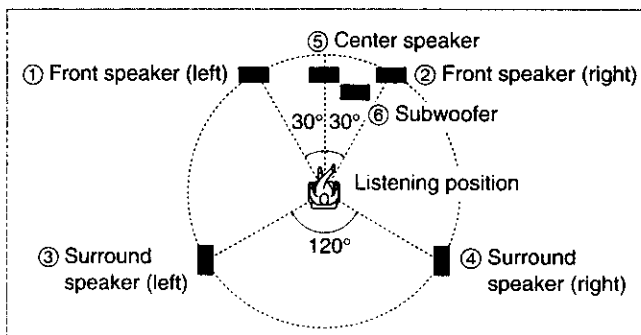 ⑤ Center speaker
① Front speaker (left)
② Front speaker (right)
30° 30°
⑥ Subwoofer
Listening position
120°
③ Surround
speaker (left)
④ Surround
speaker (right)